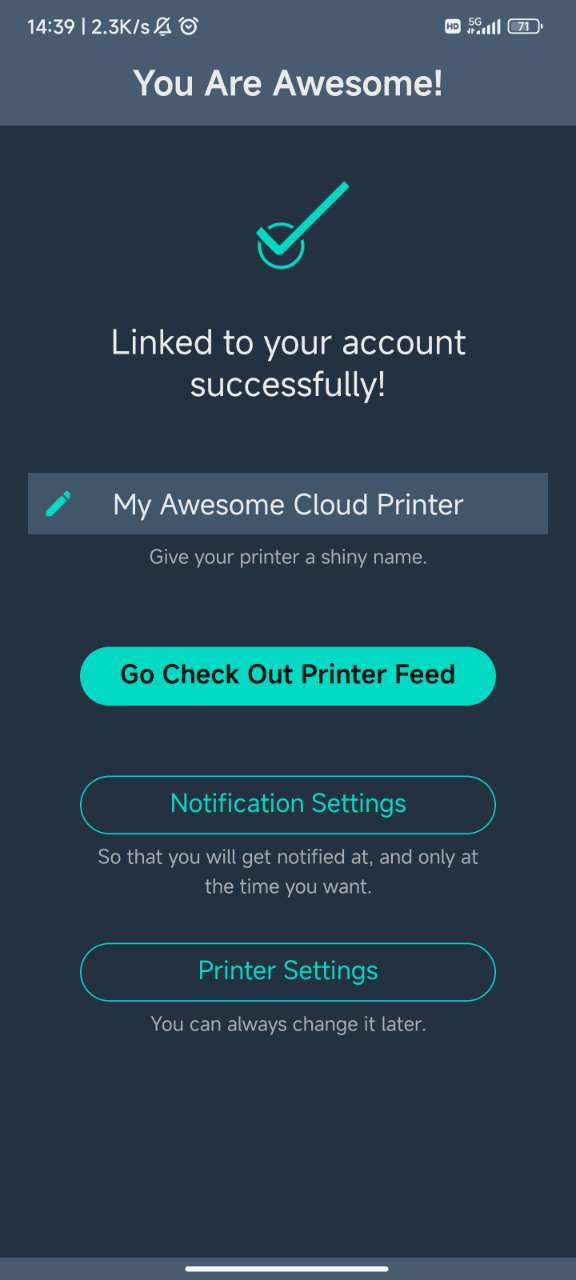 14:39 | 2.3K/s HD 5G 71
You Are Awesome!
Linked to your account
successfully!
My Awesome Cloud Printer
Give your printer a shiny name.
Go Check Out Printer Feed
Notification Settings
So that you will get notified at, and only at
the time you want.
Printer Settings
You can always change it later.